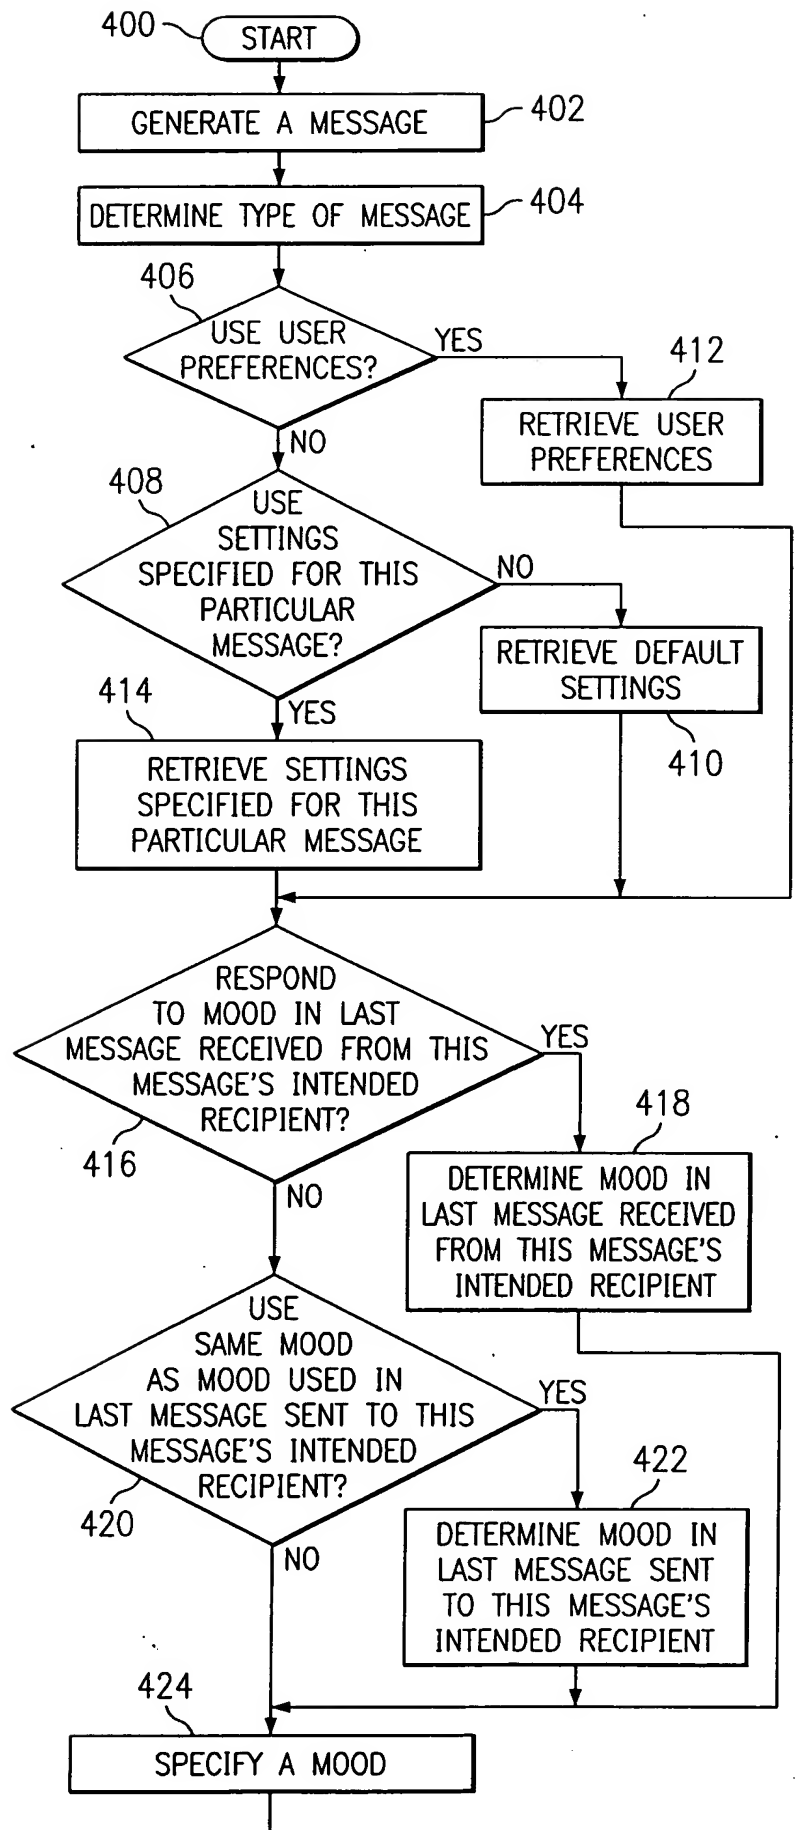 400
START
GENERATE A MESSAGE
402
DETERMINE TYPE OF MESSAGE
404
406
USE USER
PREFERENCES?
YES
412
RETRIEVE USER
PREFERENCES
NO
408
USE
SETTINGS
SPECIFIED FOR THIS
PARTICULAR
MESSAGE?
NO
RETRIEVE DEFAULT
SETTINGS
410
414
YES
RETRIEVE SETTINGS
SPECIFIED FOR THIS
PARTICULAR MESSAGE
RESPOND
TO MOOD IN LAST
MESSAGE RECEIVED FROM THIS
MESSAGE'S INTENDED
RECIPIENT?
YES
416
418
DETERMINE MOOD IN
LAST MESSAGE RECEIVED
FROM THIS MESSAGE'S
INTENDED RECIPIENT
NO
USE
SAME MOOD
AS MOOD USED IN
LAST MESSAGE SENT TO THIS
MESSAGE'S INTENDED
RECIPIENT?
YES
420
422
DETERMINE MOOD IN
LAST MESSAGE SENT
TO THIS MESSAGE'S
INTENDED RECIPIENT
NO
424
SPECIFY A MOOD